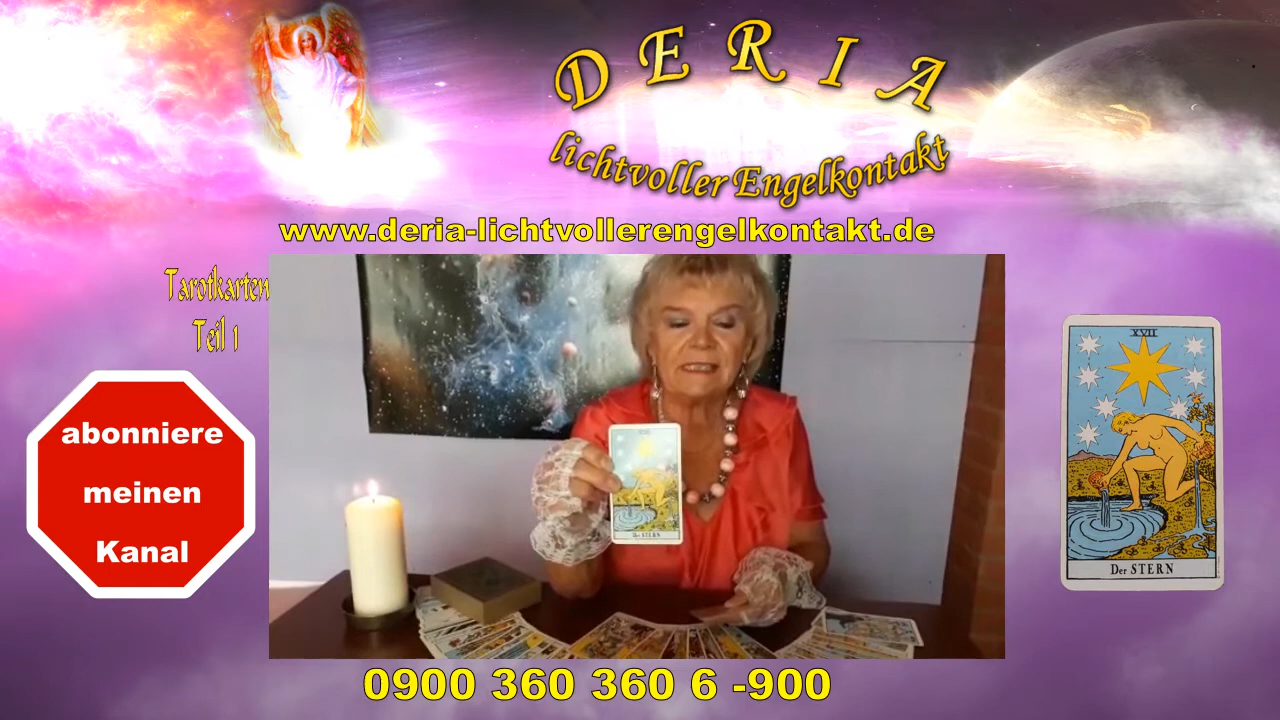 DERIA
lichtvoller Engelkontakt
www.deria-lichtvollerengelkontakt.de
Tarotkarten
Teil 1
abonniere
meinen
Kanal
XVII
Der STERN
Der STERN
0900 360 360 6 -900